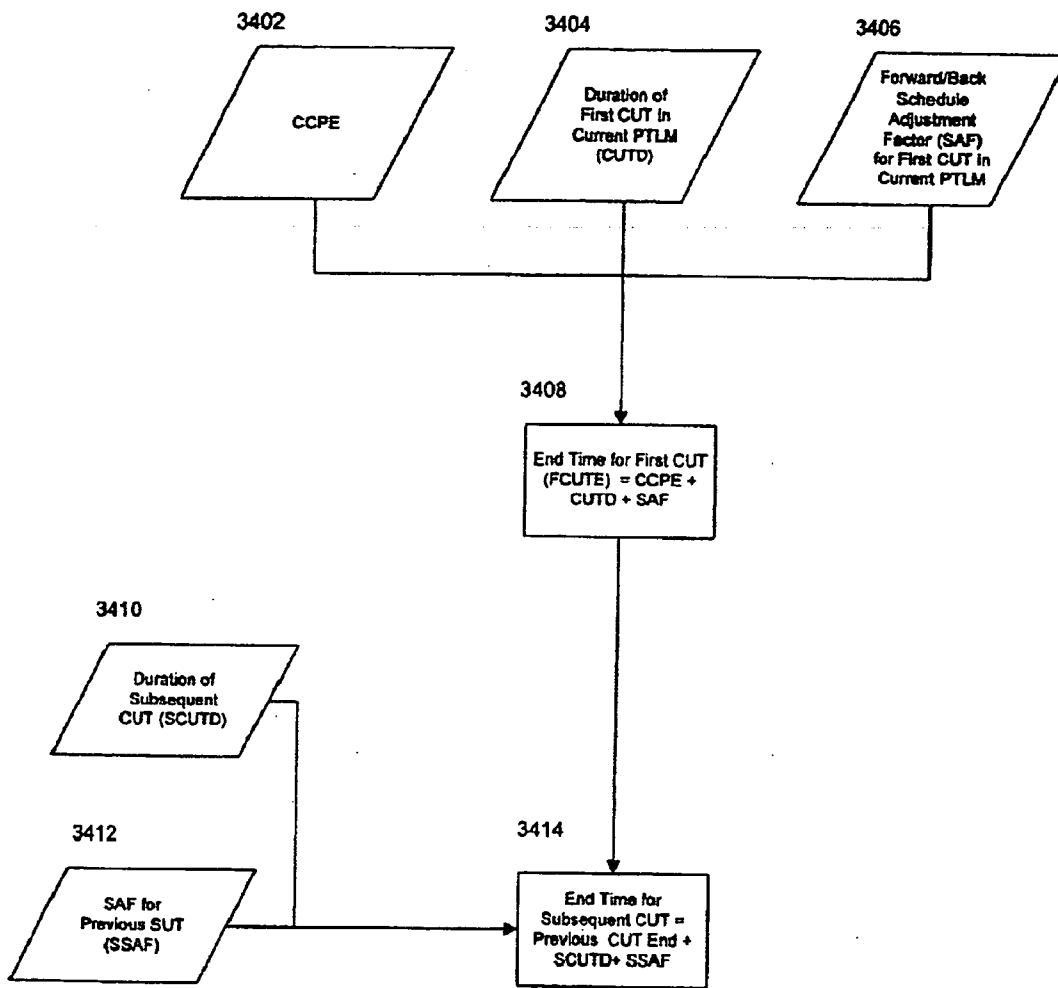 3402
3404
3406
CCPE
Duration of
First CUT in
Current PTLM
(CUTD)
Forward/Back
Schedule
Adjustment
Factor (SAF)
for First CUT in
Current PTLM
3408
End Time for First CUT
(FCUTE) = CCPE +
CUTD + SAF
3410
Duration of
Subsequent
CUT (SCUTD)
3412
SAF for
Previous SUT
(SSAF)
3414
End Time for
Subsequent CUT =
Previous CUT End +
SCUTD+ SSAF